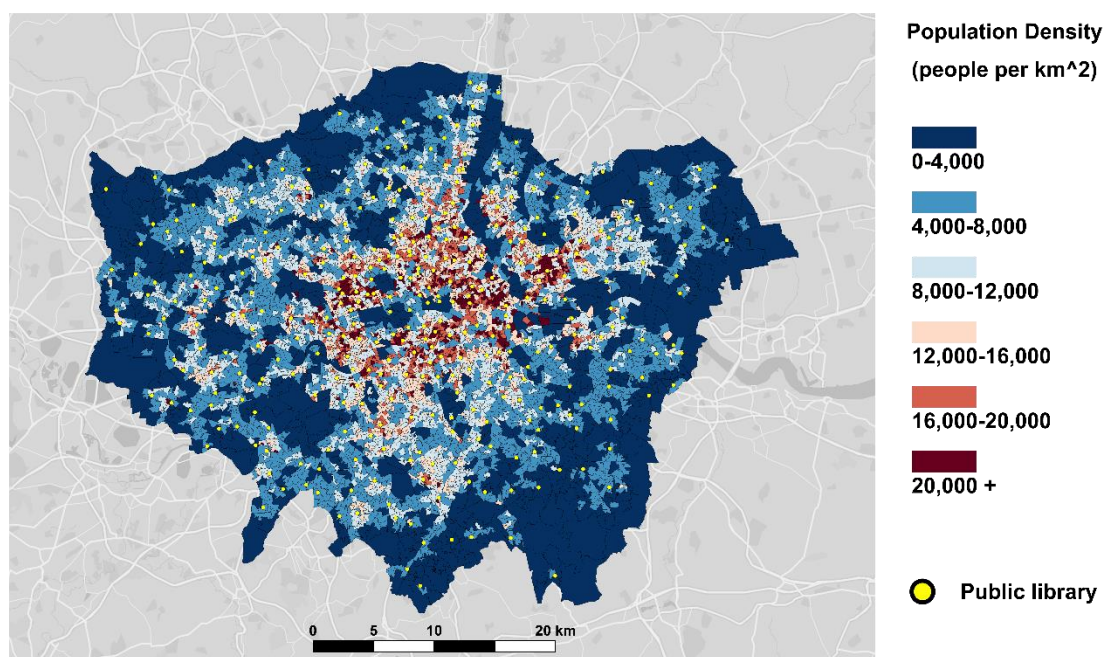 Population Density
(people per km^2)
0-4,000
4,000-8,000
8,000-12,000
12,000-16,000
16,000-20,000
20,000 +
Public library
0 5 10 20 km